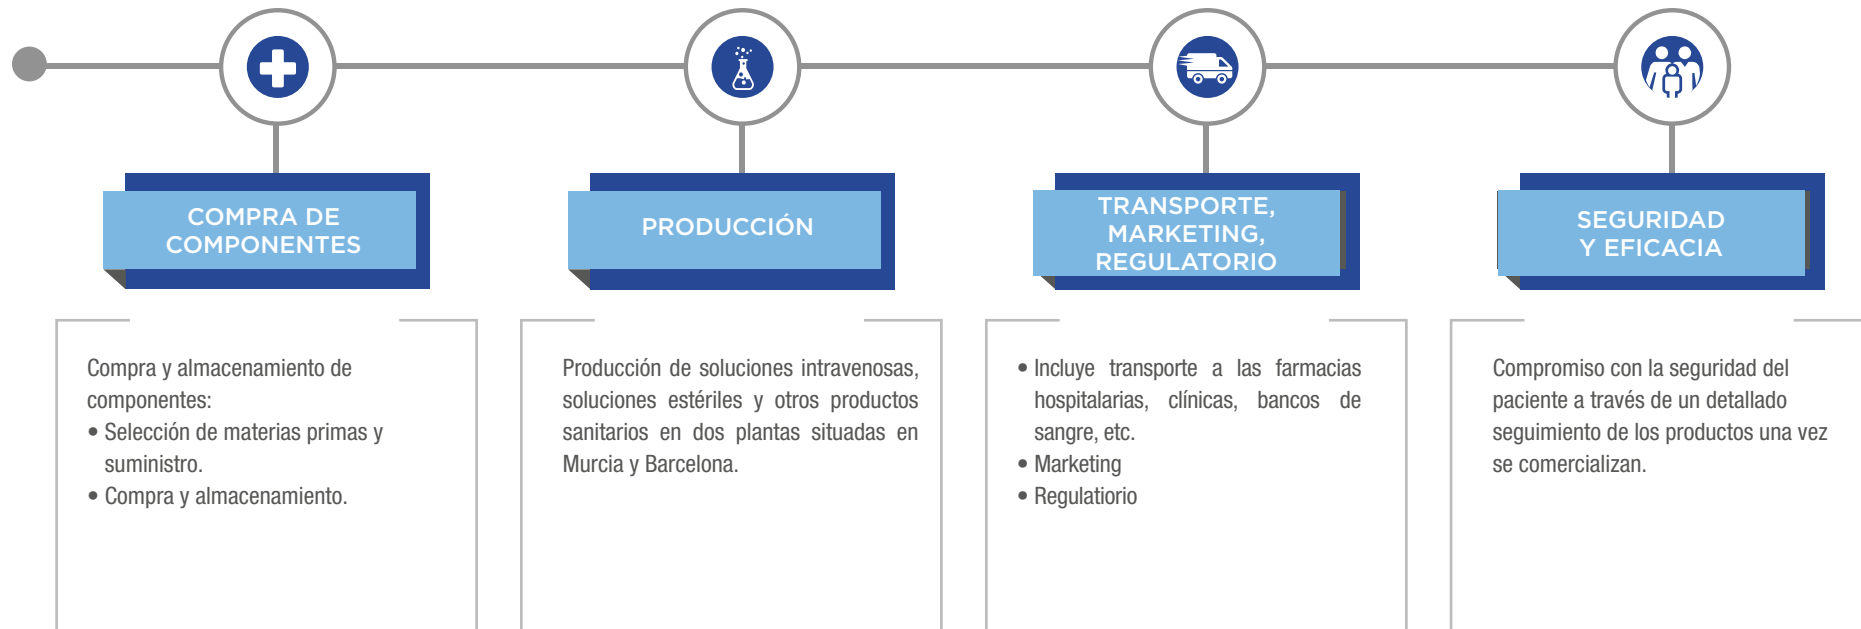 COMPRA DE
COMPONENTES
Compra y almacenamiento de
componentes:
• Selección de materias primas y
suministro.
• Compra y almacenamiento.
PRODUCCIÓN
Producción de soluciones intravenosas,
soluciones estériles y otros productos
sanitarios en dos plantas situadas en
Murcia y Barcelona.
TRANSPORTE,
MARKETING,
REGULATORIO
• Incluye transporte a las farmacias
hospitalarias, clínicas, bancos de
sangre, etc.
• Marketing
• Regulatiorio
SEGURIDAD
Y EFICACIA
Compromiso con la seguridad del
paciente a través de un detallado
seguimiento de los productos una vez
se comercializan.